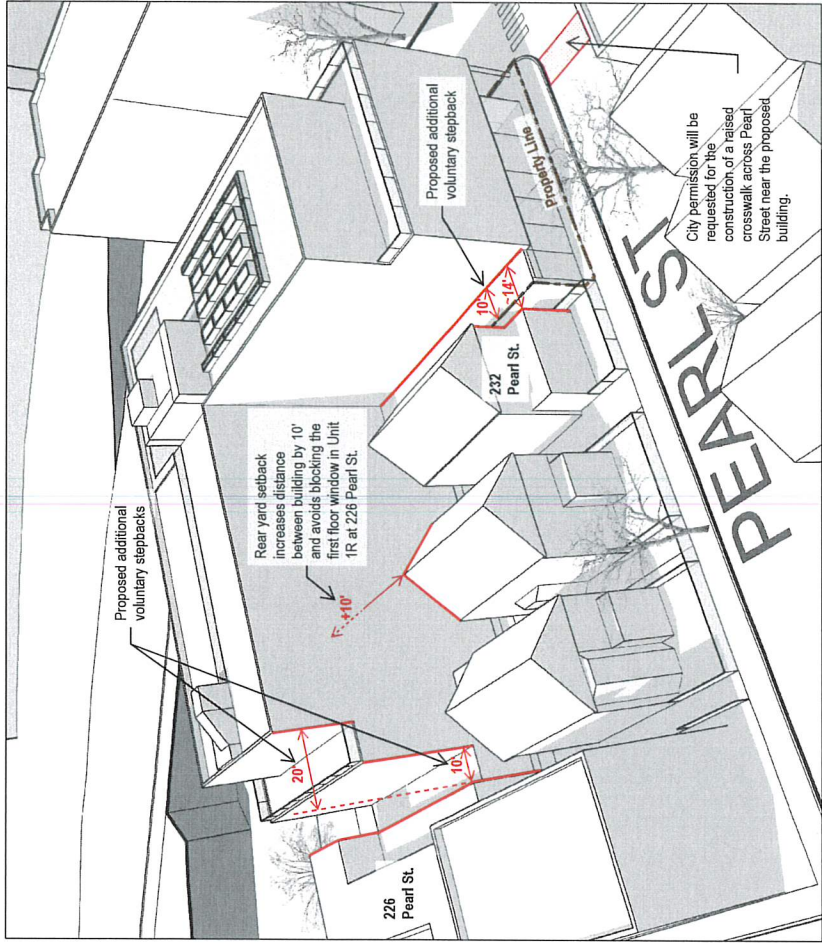 Proposed additional
voluntary stepbacks
Rear yard setback
increases distance
between building by 10'
and avoids blocking the
first floor window in Unit
1R at 226 Pearl St.
+10'
20'
10'
226
Pearl St.
Proposed additional
voluntary stepback
10'
~14'
232
Pearl St.
Property Line
PEARL ST
City permission will be
requested for the
construction of a raised
crosswalk across Pearl
Street near the proposed
building.